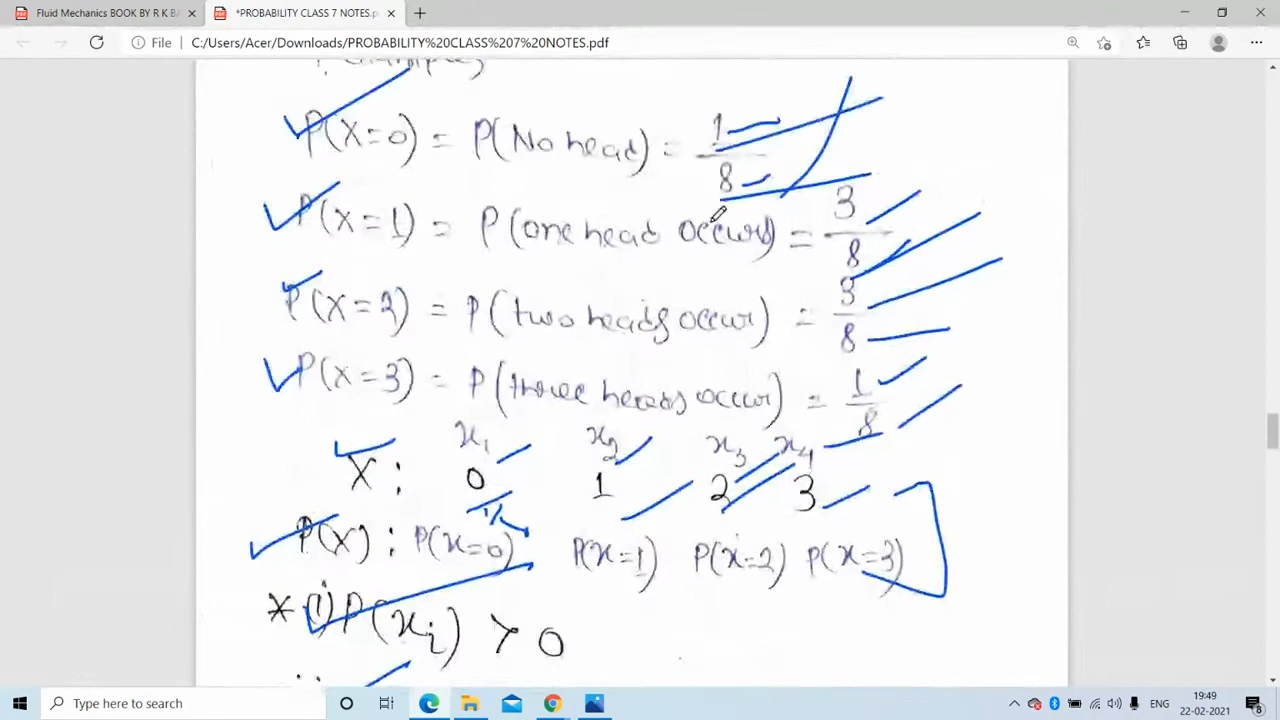 Fluid Mechanics BOOK BY R K BA
*PROBABILITY CLASS 7 NOTES.p
File C:/Users/Acer/Downloads/PROBABILITY%20CLASS%207%20NOTES.pdf
P(X=0) = P(No head) = 1/8
P(X=1) = P(one head occurs) = 3/8
P(X=2) = P(two heads occur) = 3/8
P(X=3) = P(three heads occur) = 1/8
x1 x2 x3 x4
X : 0 1 2 3
P(X) : P(x=0) P(x=1) P(x=2) P(x=3)
* (i) P(xi) > 0
Type here to search
ENG
19:49
22-02-2021
8